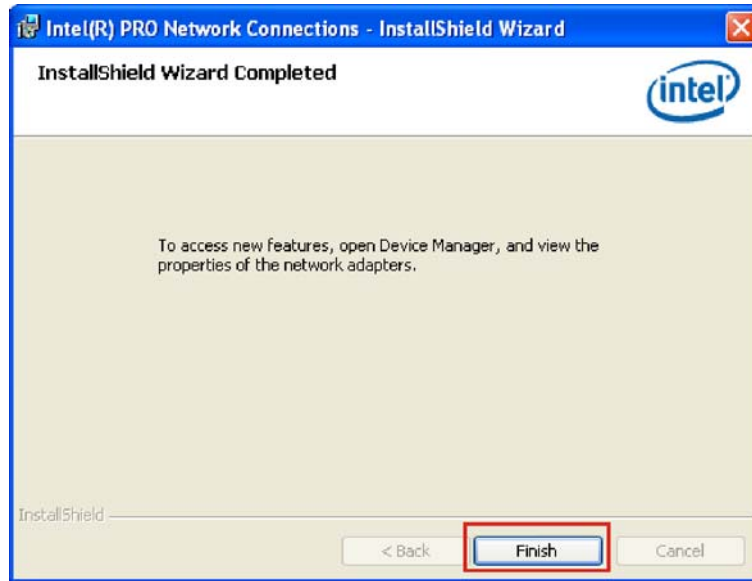 Intel(R) PRO Network Connections - InstallShield Wizard
InstallShield Wizard Completed
intel
To access new features, open Device Manager, and view the
properties of the network adapters.
InstallShield
< Back
Finish
Cancel